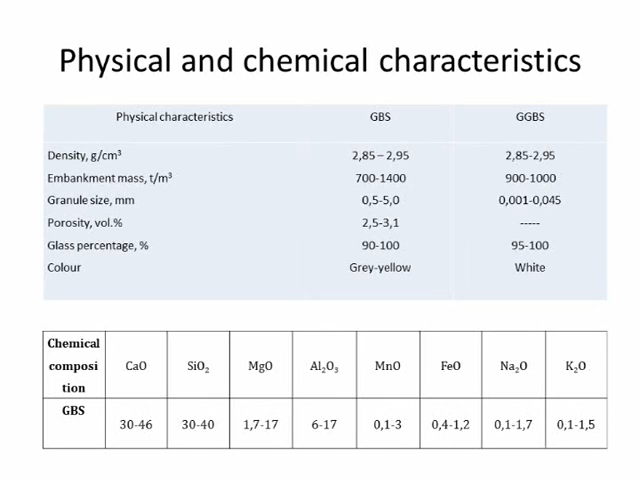 Physical and chemical characteristics
Physical characteristics GBS GGBS
Density, g/cm³ 2,85 – 2,95 2,85-2,95
Embankment mass, t/m³ 700-1400 900-1000
Granule size, mm 0,5-5,0 0,001-0,045
Porosity, vol.% 2,5-3,1 -----
Glass percentage, % 90-100 95-100
Colour Grey-yellow White
Chemical
composi
tion
CaO SiO₂ MgO Al₂O₃ MnO FeO Na₂O K₂O
GBS
30-46 30-40 1,7-17 6-17 0,1-3 0,4-1,2 0,1-1,7 0,1-1,5